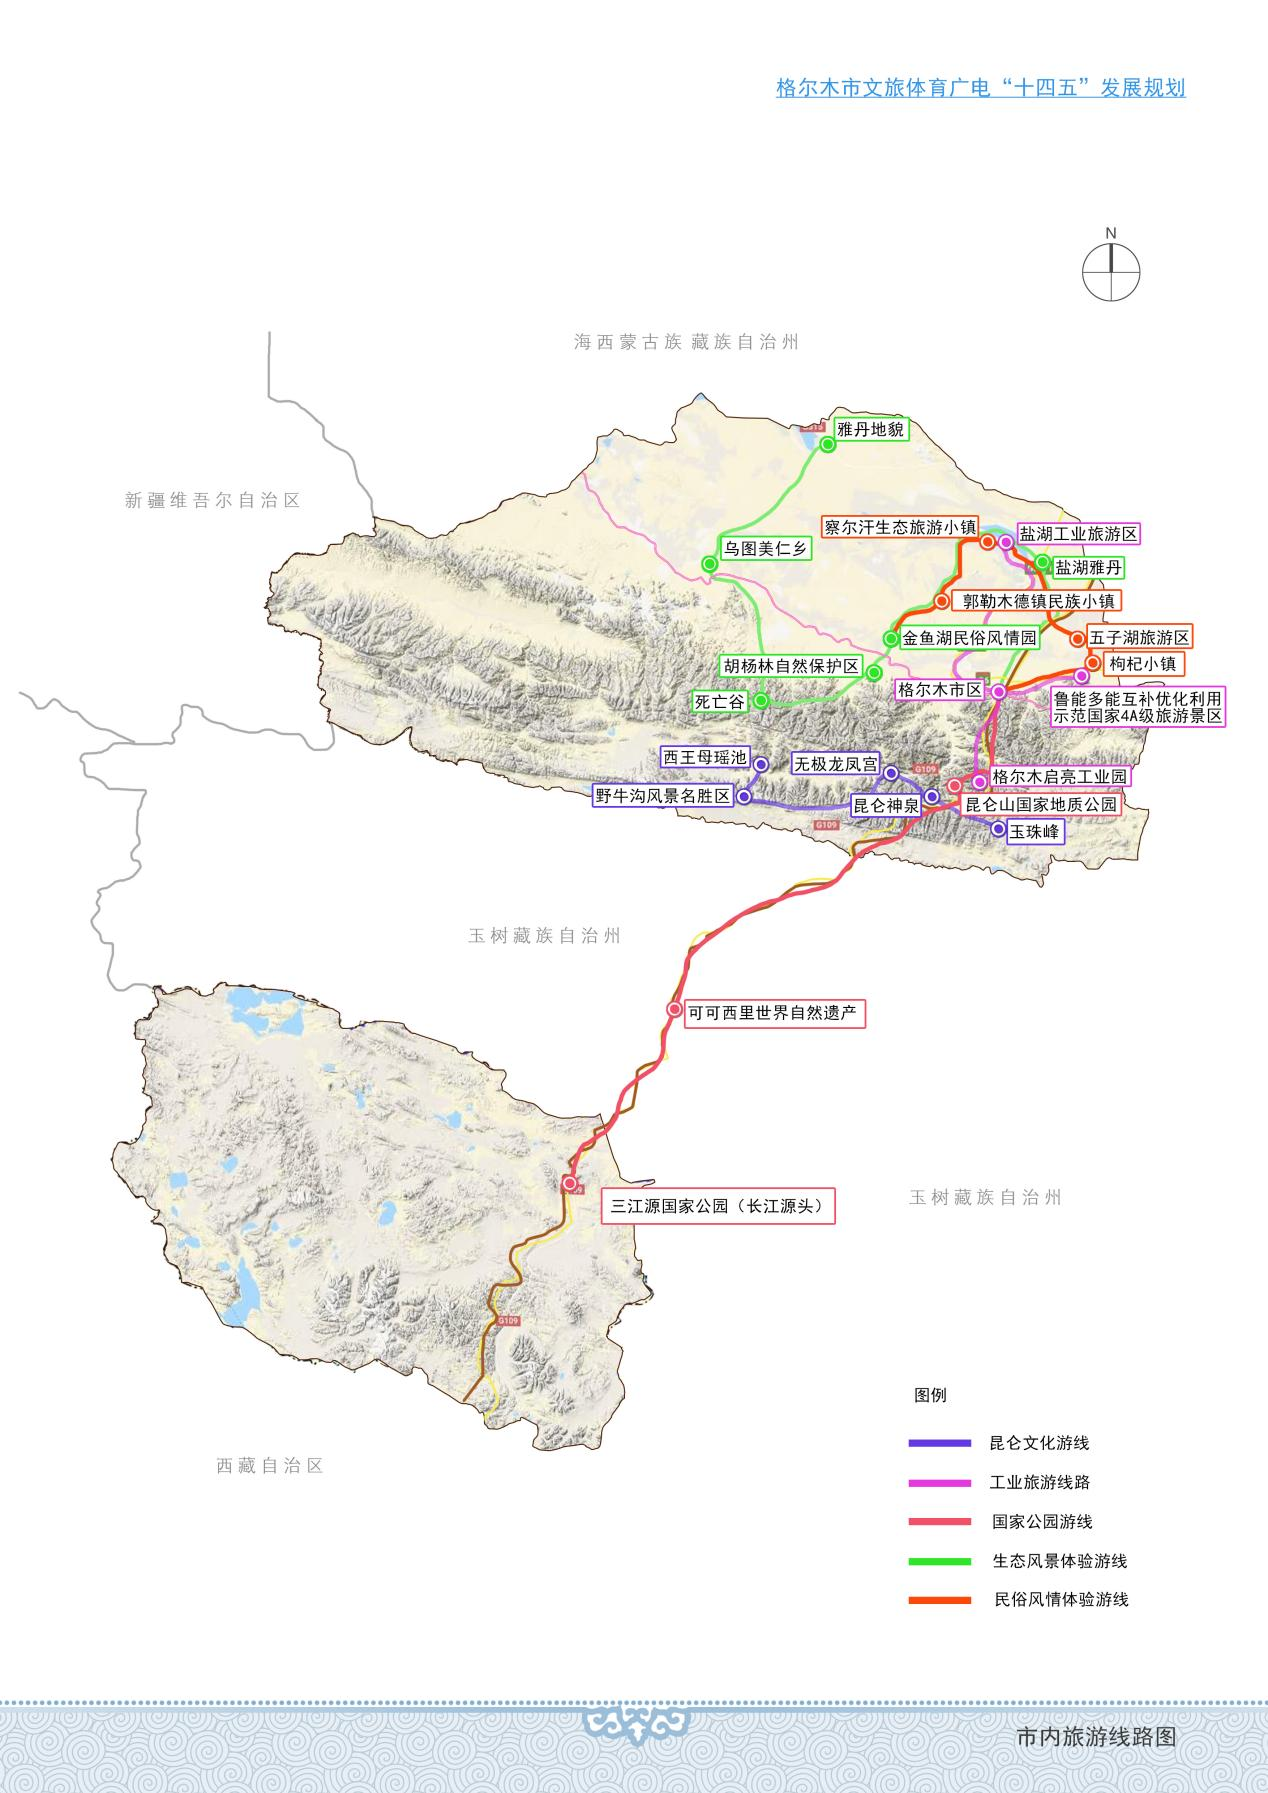 格尔木市文旅体育广电“十四五”发展规划
N
海西蒙古族藏族自治州
新疆维吾尔自治区
雅丹地貌
察尔汗生态旅游小镇
盐湖工业旅游区
乌图美仁乡
盐湖雅丹
郭勒木德镇民族小镇
金鱼湖民俗风情园
五子湖旅游区
胡杨林自然保护区
枸杞小镇
格尔木市区
死亡谷
鲁能多能互补优化利用
示范国家4A级旅游景区
西王母瑶池
无极龙凤宫
G109
格尔木启亮工业园
野牛沟风景名胜区
昆仑神泉
昆仑山国家地质公园
G109
玉珠峰
玉树藏族自治州
可可西里世界自然遗产
三江源国家公园（长江源头）
玉树藏族自治州
G109
图例
昆仑文化游线
西藏自治区
工业旅游线路
国家公园游线
生态风景体验游线
民俗风情体验游线
市内旅游线路图